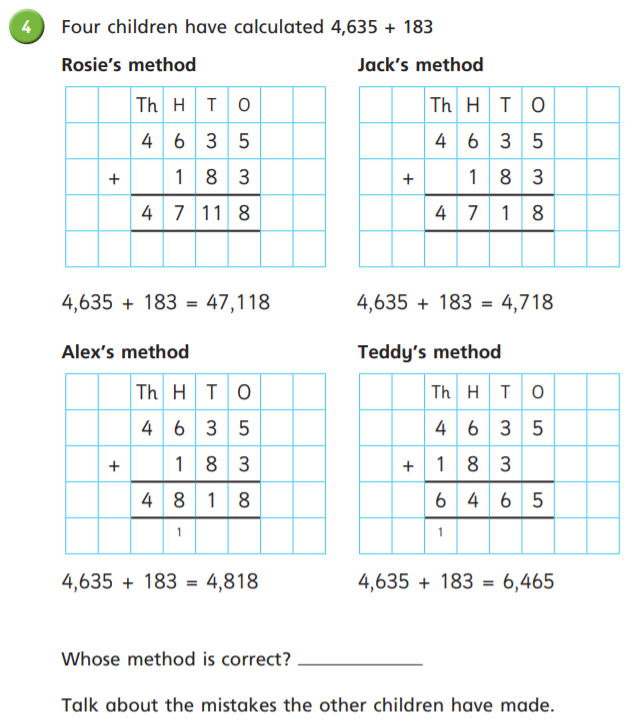 4 Four children have calculated 4,635 + 183
Rosie's method
Th H T O
4 6 3 5
+ 1 8 3
4 7 11 8
4,635 + 183 = 47,118
Jack's method
Th H T O
4 6 3 5
+ 1 8 3
4 7 1 8
4,635 + 183 = 4,718
Alex's method
Th H T O
4 6 3 5
+ 1 8 3
4 8 1 8
1
4,635 + 183 = 4,818
Teddy's method
Th H T O
4 6 3 5
+ 1 8 3
6 4 6 5
1
4,635 + 183 = 6,465
Whose method is correct?
Talk about the mistakes the other children have made.